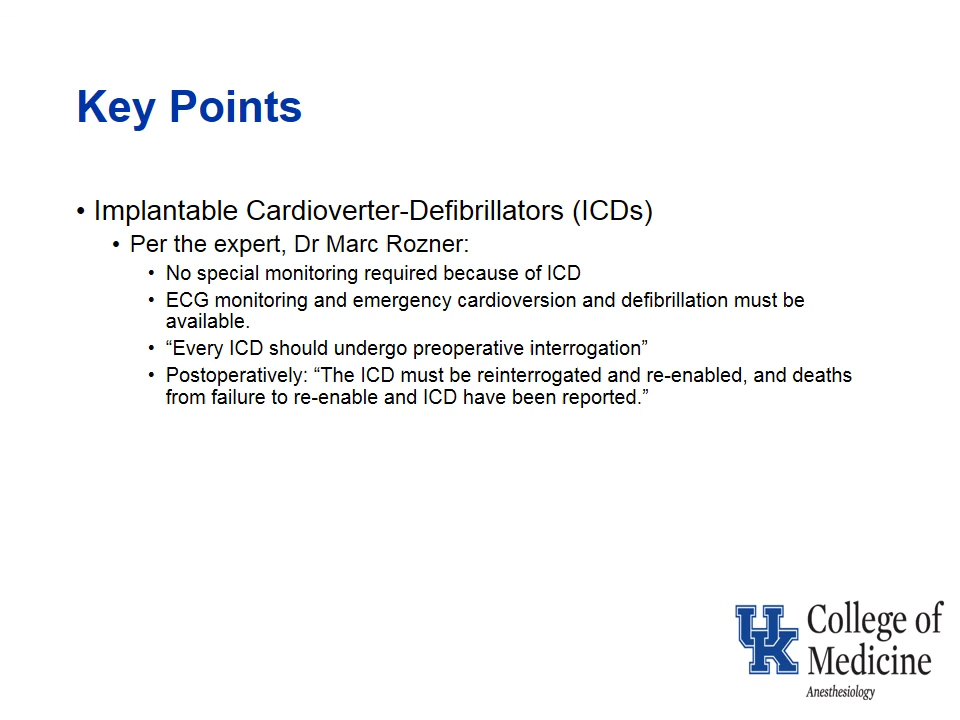 Key Points
• Implantable Cardioverter-Defibrillators (ICDs)
• Per the expert, Dr Marc Rozner:
• No special monitoring required because of ICD
• ECG monitoring and emergency cardioversion and defibrillation must be
available.
• “Every ICD should undergo preoperative interrogation”
• Postoperatively: “The ICD must be reinterrogated and re-enabled, and deaths
from failure to re-enable and ICD have been reported.”
UK
College of
Medicine
Anesthesiology